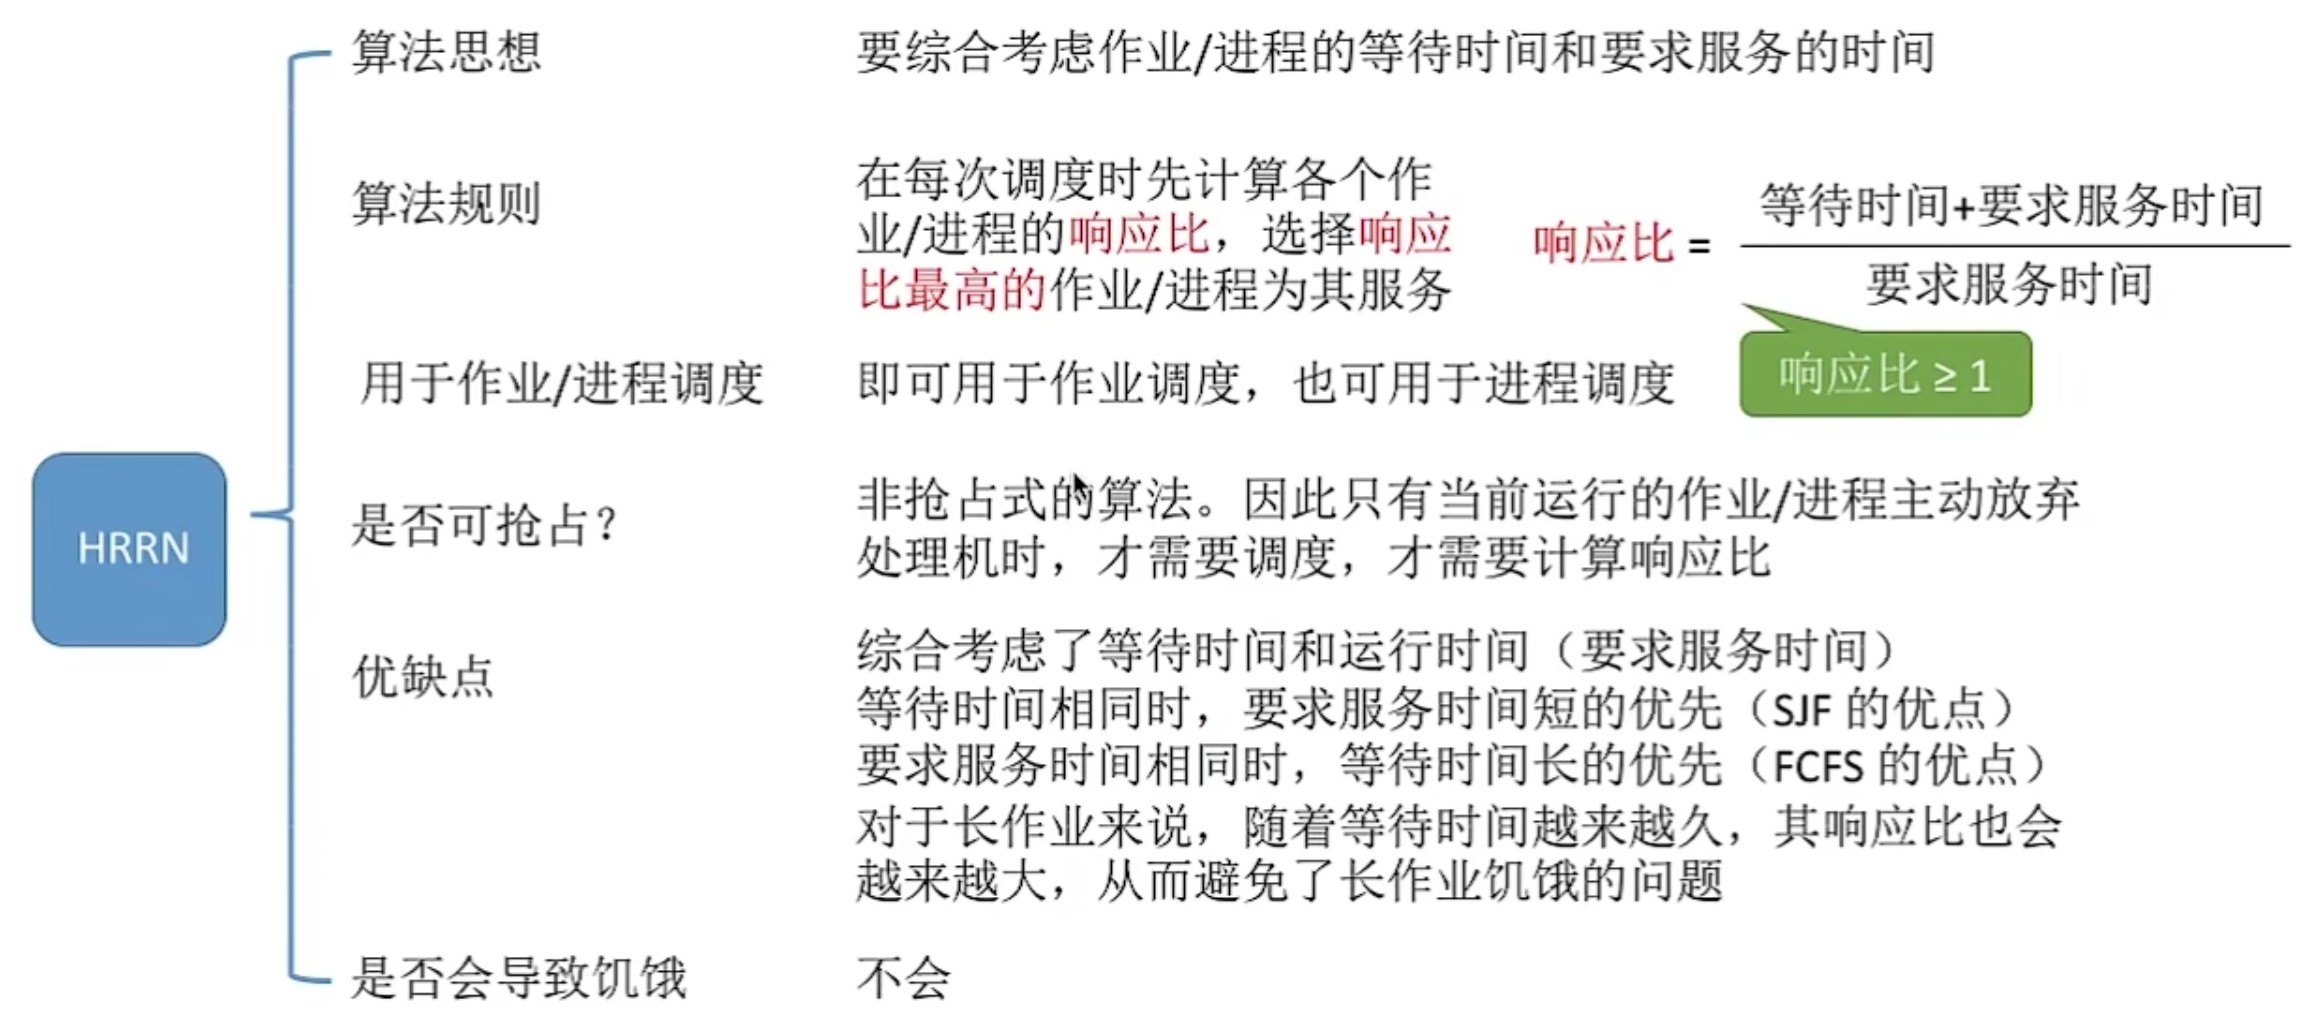 算法思想
要综合考虑作业/进程的等待时间和要求服务的时间
算法规则
在每次调度时先计算各个作
业/进程的响应比，选择响应
比最高的作业/进程为其服务
响应比 =
等待时间+要求服务时间
要求服务时间
响应比 ≥ 1
用于作业/进程调度
即可用于作业调度，也可用于进程调度
HRRN
是否可抢占？
非抢占式的算法。因此只有当前运行的作业/进程主动放弃
处理机时，才需要调度，才需要计算响应比
优缺点
综合考虑了等待时间和运行时间（要求服务时间）
等待时间相同时，要求服务时间短的优先（SJF 的优点）
要求服务时间相同时，等待时间长的优先（FCFS 的优点）
对于长作业来说，随着等待时间越来越久，其响应比也会
越来越大，从而避免了长作业饥饿的问题
是否会导致饥饿
不会